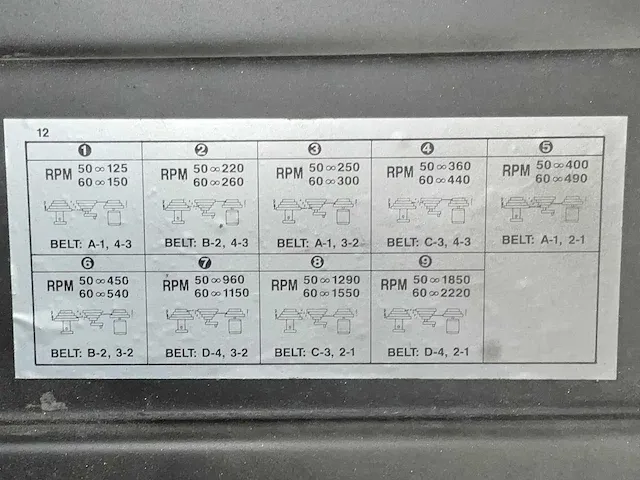 12
❶ ❷ ❸ ❹ ❺
RPM 50∞125 60∞150
BELT: A-1, 4-3
RPM 50∞220 60∞260
BELT: B-2, 4-3
RPM 50∞250 60∞300
BELT: A-1, 3-2
RPM 50∞360 60∞440
BELT: C-3, 4-3
RPM 50∞400 60∞490
BELT: A-1, 2-1
❻ ❼ ❽ ❾
RPM 50∞450 60∞540
BELT: B-2, 3-2
RPM 50∞960 60∞1150
BELT: D-4, 3-2
RPM 50∞1290 60∞1550
BELT: C-3, 2-1
RPM 50∞1850 60∞2220
BELT: D-4, 2-1